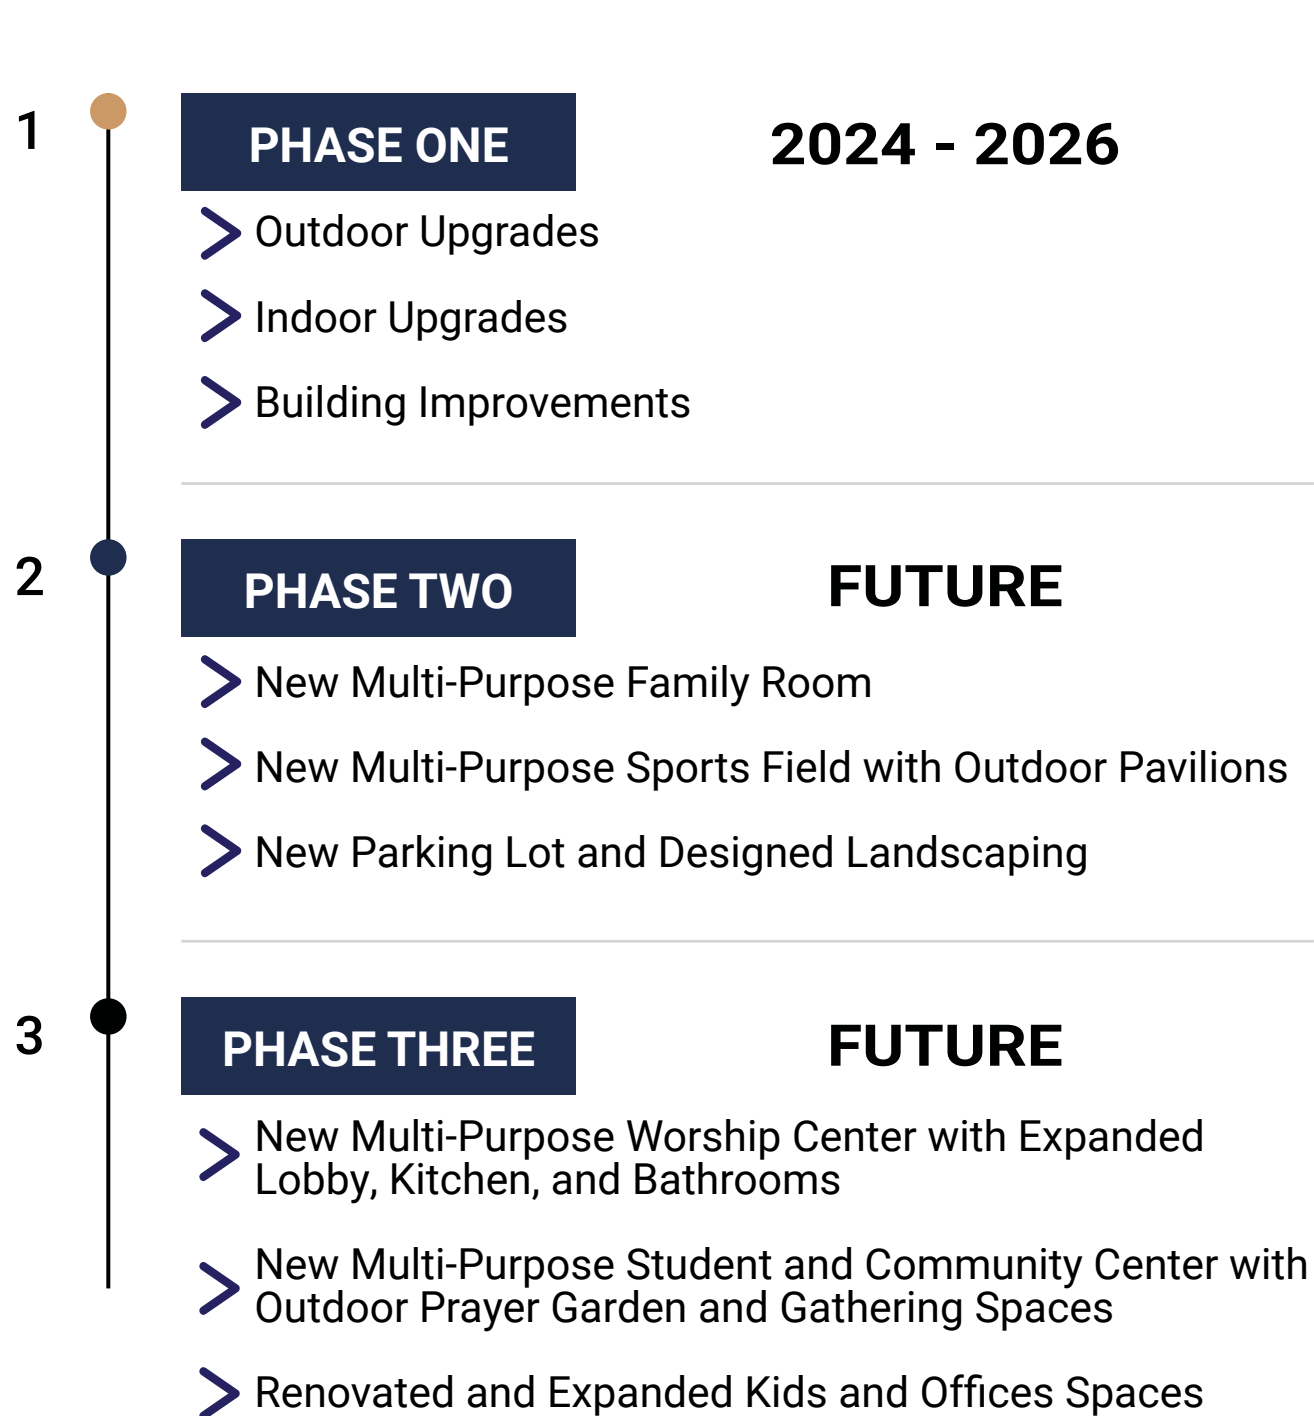 1
PHASE ONE
2024 - 2026
Outdoor Upgrades
Indoor Upgrades
Building Improvements
2
PHASE TWO
FUTURE
New Multi-Purpose Family Room
New Multi-Purpose Sports Field with Outdoor Pavilions
New Parking Lot and Designed Landscaping
3
PHASE THREE
FUTURE
New Multi-Purpose Worship Center with Expanded
Lobby, Kitchen, and Bathrooms
New Multi-Purpose Student and Community Center with
Outdoor Prayer Garden and Gathering Spaces
Renovated and Expanded Kids and Offices Spaces